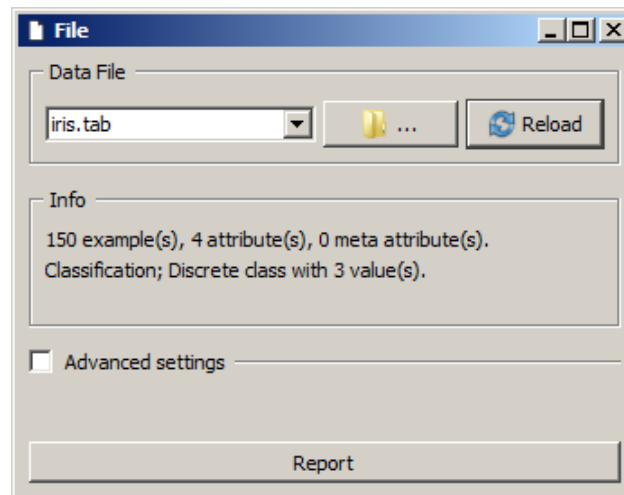 File
Data File
iris.tab
...
Reload
Info
150 example(s), 4 attribute(s), 0 meta attribute(s).
Classification; Discrete class with 3 value(s).
Advanced settings
Report